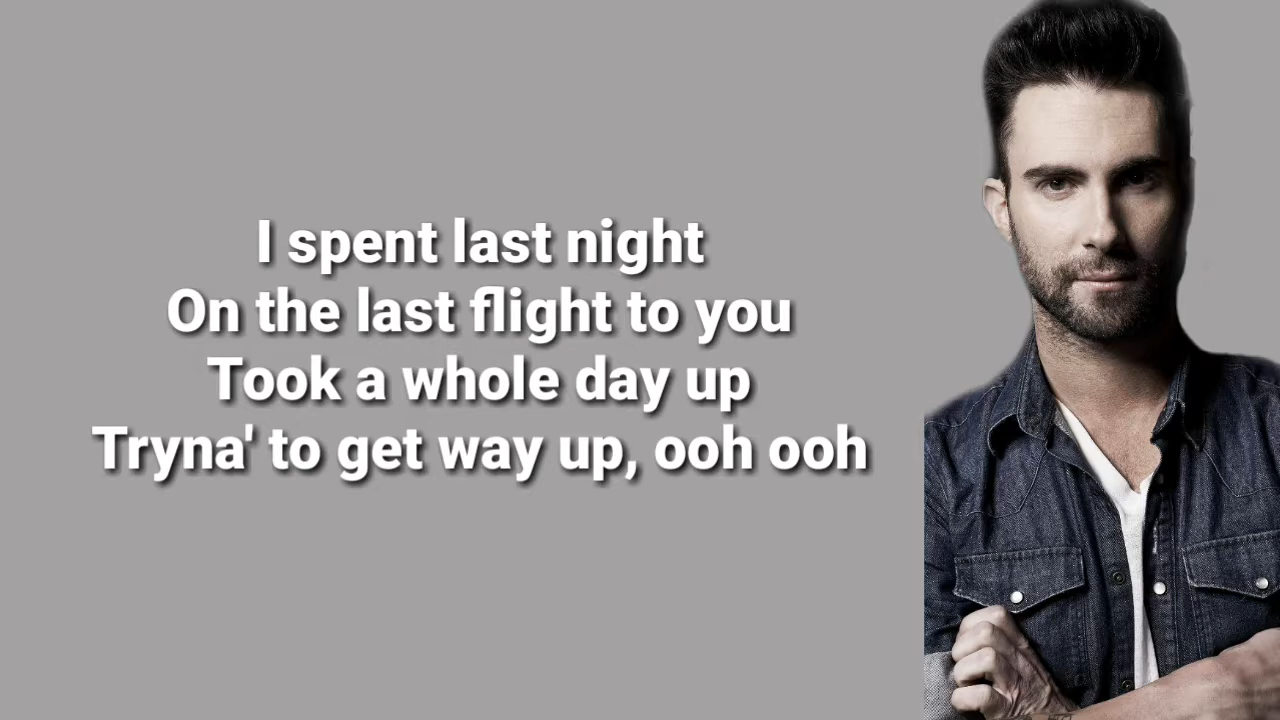 I spent last night
On the last flight to you
Took a whole day up
Tryna' to get way up, ooh ooh